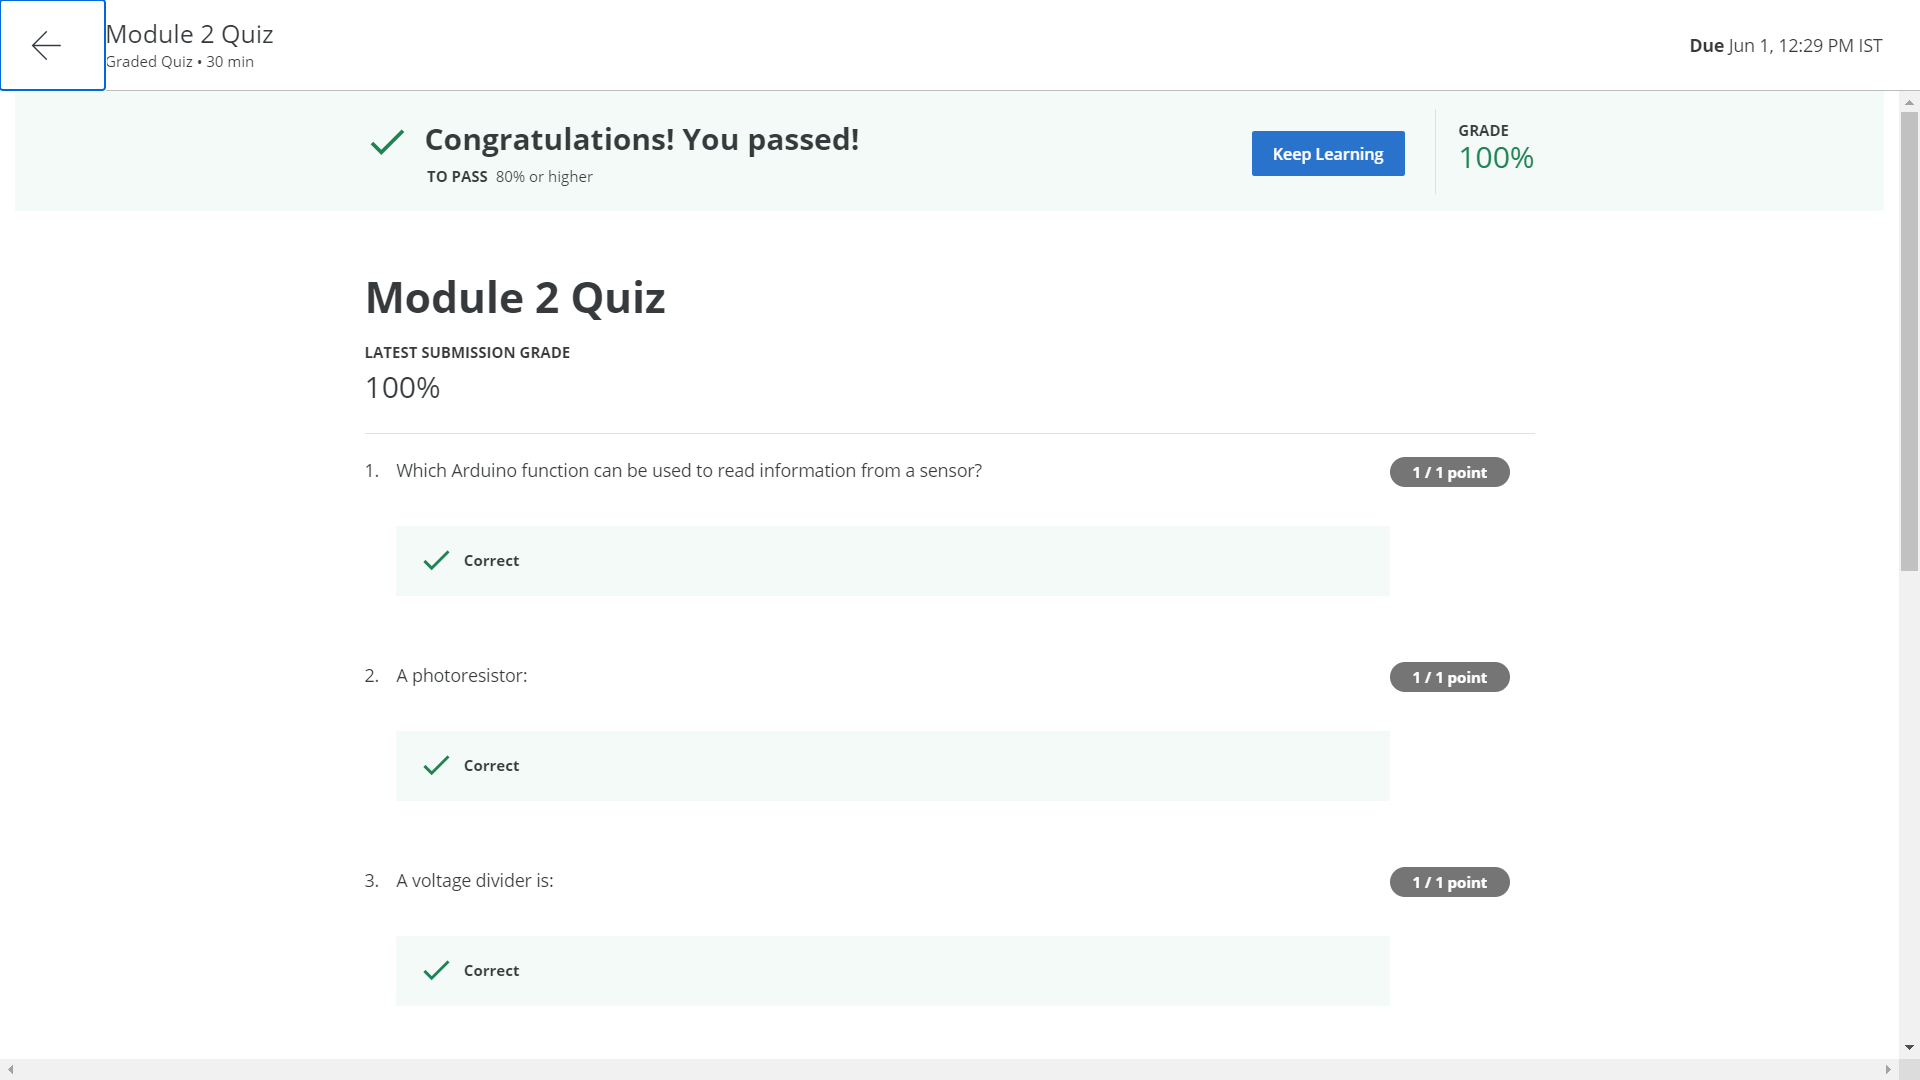 Module 2 Quiz
Graded Quiz • 30 min
Due Jun 1, 12:29 PM IST
Congratulations! You passed!
TO PASS 80% or higher
Keep Learning
GRADE
100%
Module 2 Quiz
LATEST SUBMISSION GRADE
100%
1. Which Arduino function can be used to read information from a sensor?
1 / 1 point
Correct
2. A photoresistor:
1 / 1 point
Correct
3. A voltage divider is:
1 / 1 point
Correct